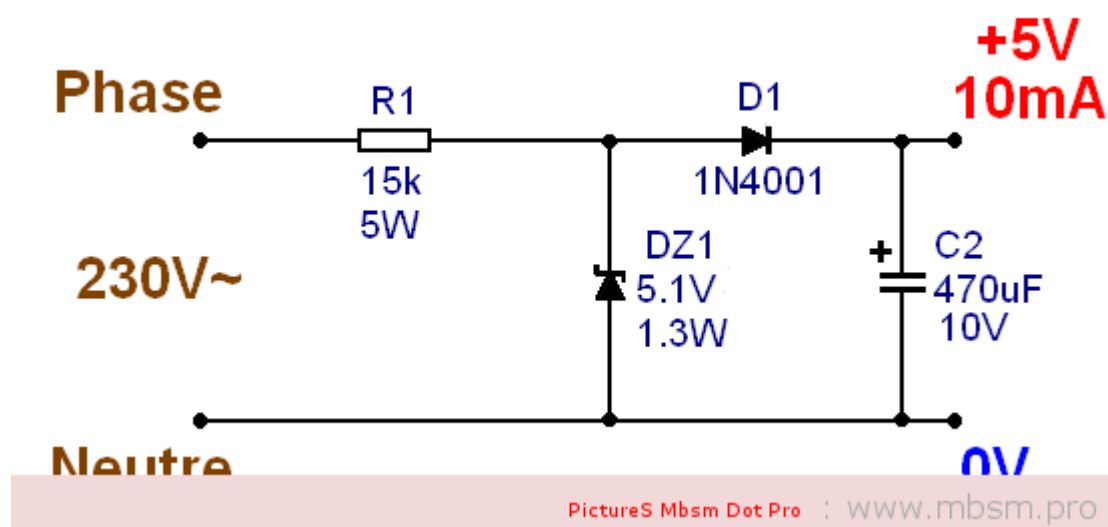 +5V
10mA
Phase
R1
15k
5W
D1
1N4001
230V~
DZ1
5.1V
1.3W
+
C2
470uF
10V
Neutre
0V
PictureS Mbsm Dot Pro : www.mbsm.pro